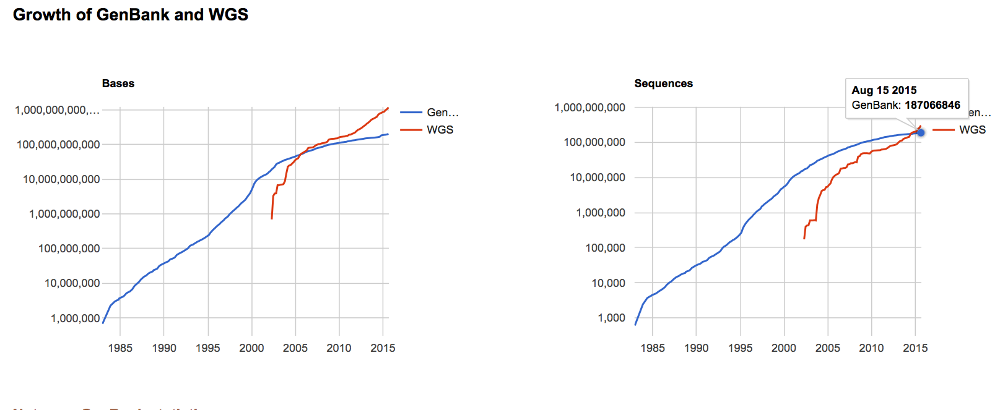 Growth of GenBank and WGS
Bases
1,000,000,000,...
100,000,000,000
10,000,000,000
1,000,000,000
100,000,000
10,000,000
1,000,000
1985 1990 1995 2000 2005 2010 2015
Gen...
WGS
Sequences
1,000,000,000
100,000,000
10,000,000
1,000,000
100,000
10,000
1,000
1985 1990 1995 2000 2005 2010 2015
Aug 15 2015
GenBank: 187066846
en...
WGS